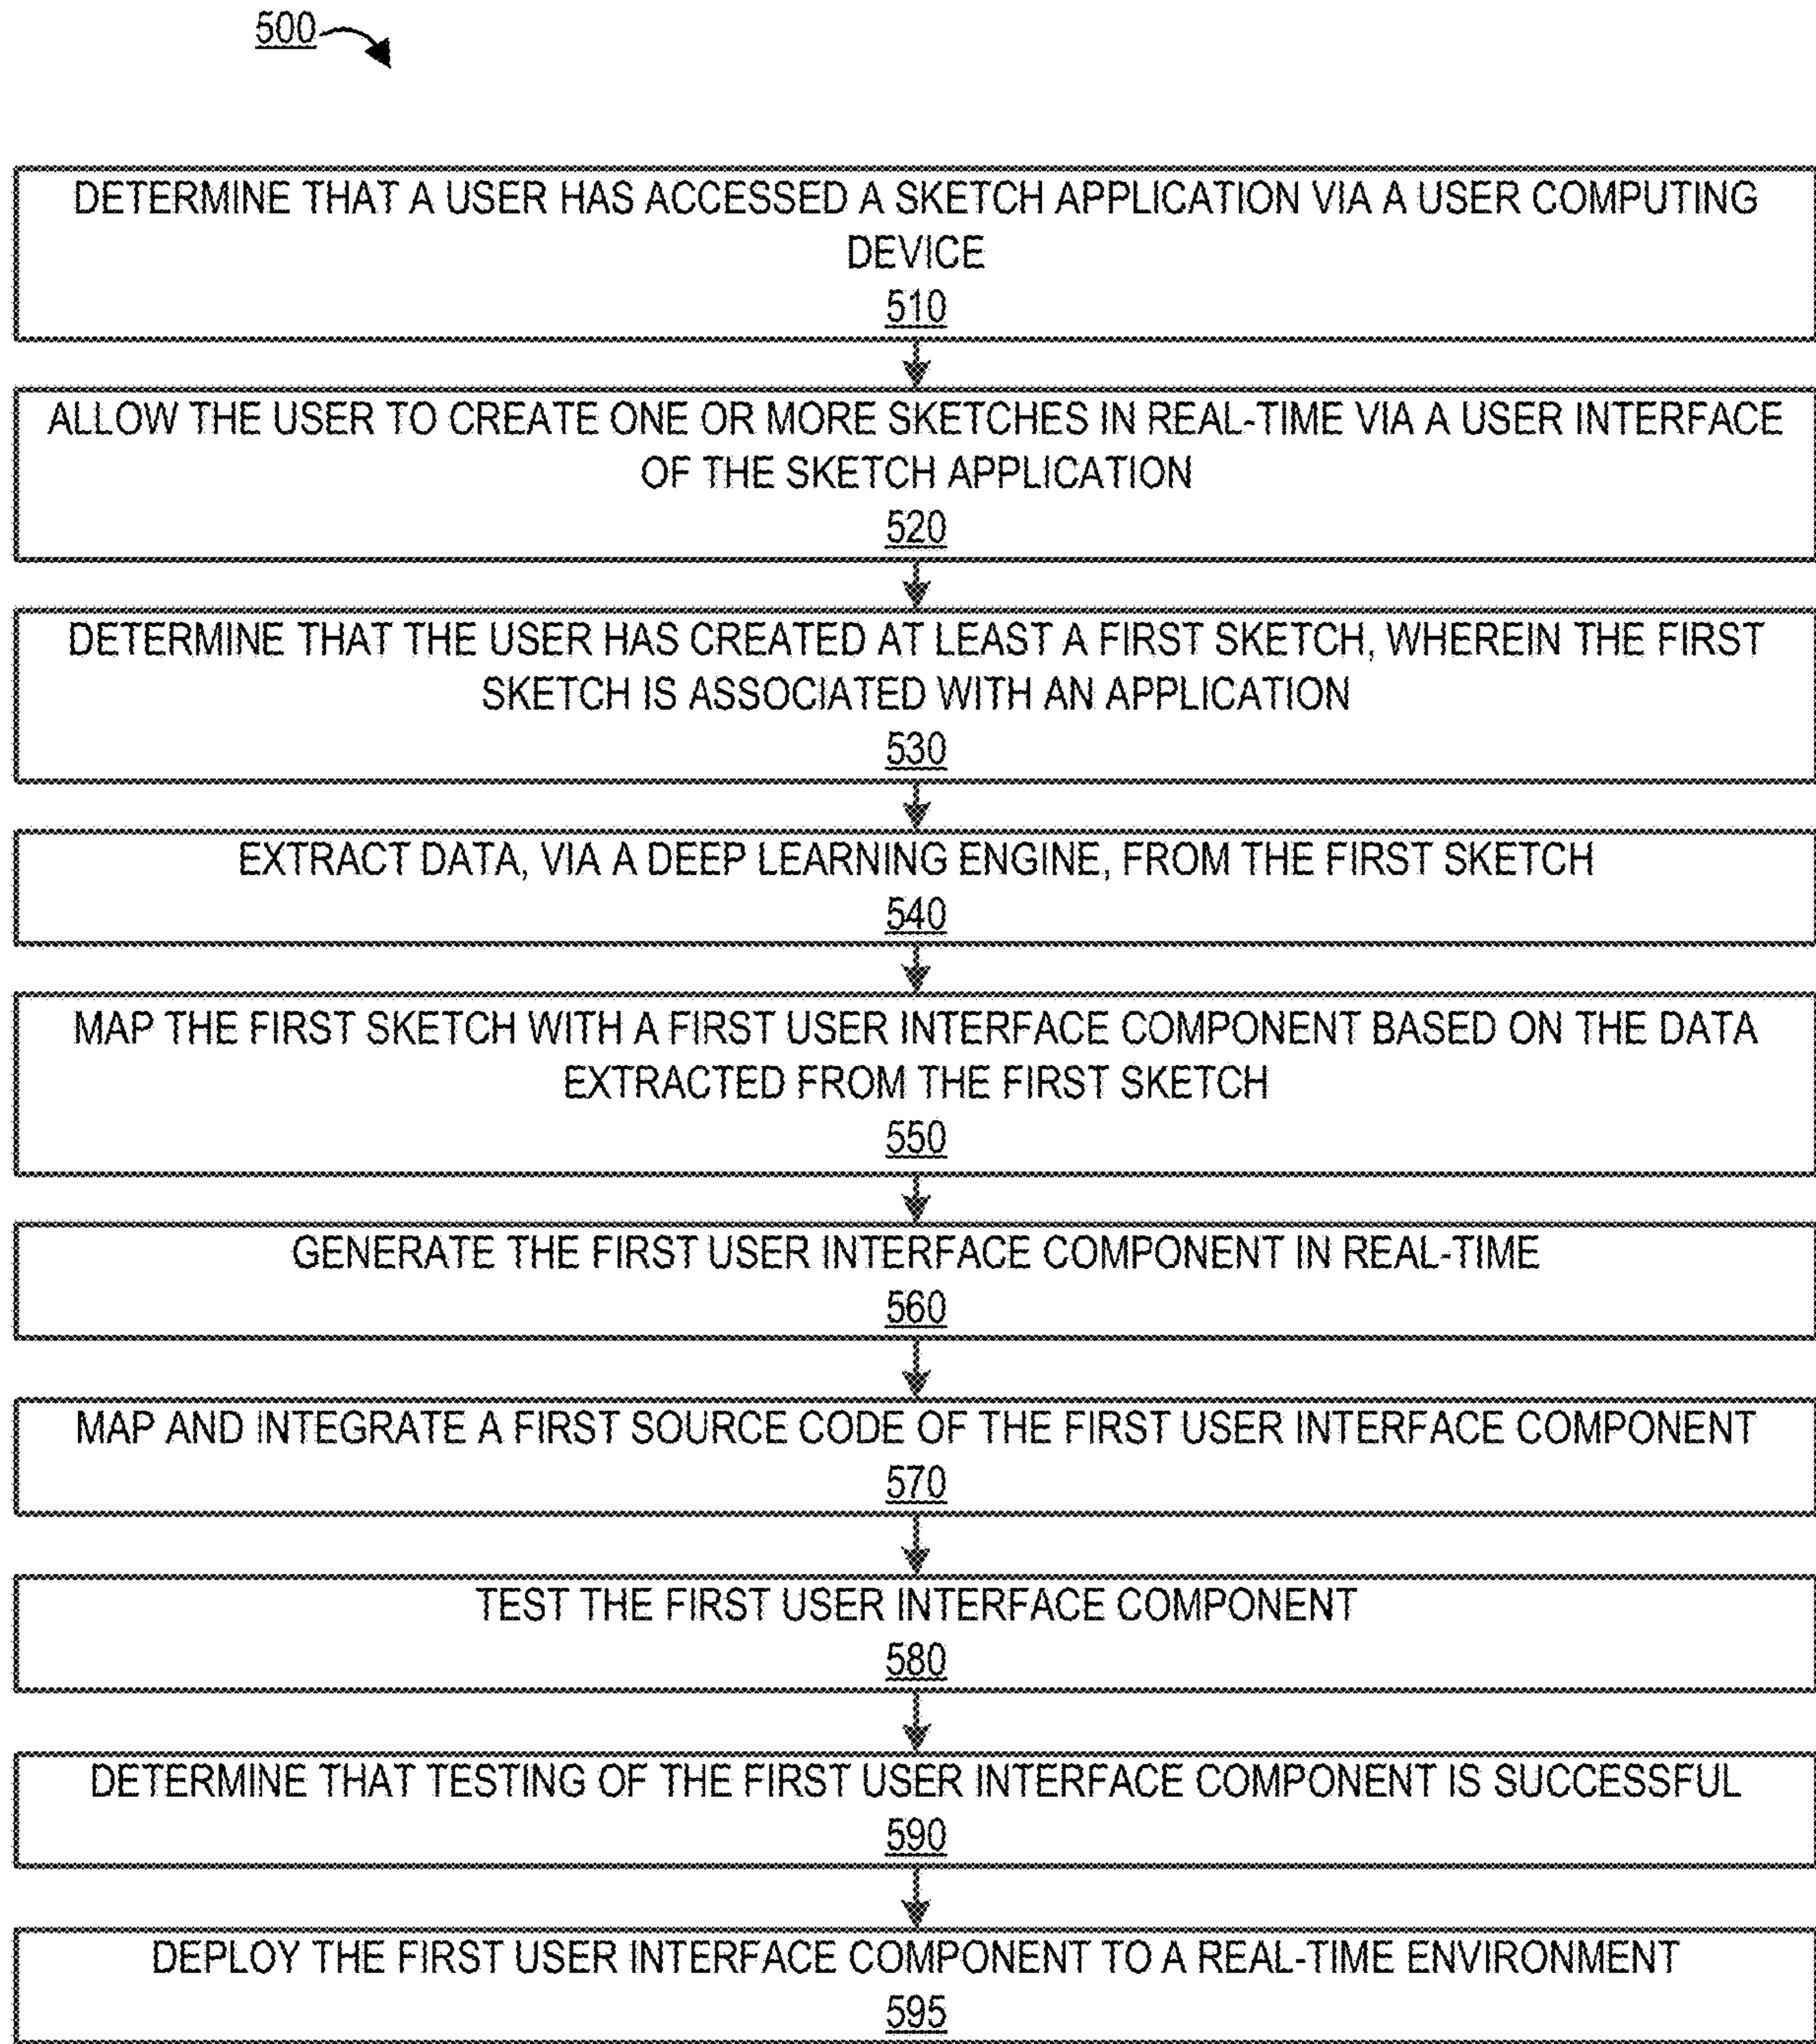 500
DETERMINE THAT A USER HAS ACCESSED A SKETCH APPLICATION VIA A USER COMPUTING
DEVICE
510
ALLOW THE USER TO CREATE ONE OR MORE SKETCHES IN REAL-TIME VIA A USER INTERFACE
OF THE SKETCH APPLICATION
520
DETERMINE THAT THE USER HAS CREATED AT LEAST A FIRST SKETCH, WHEREIN THE FIRST
SKETCH IS ASSOCIATED WITH AN APPLICATION
530
EXTRACT DATA, VIA A DEEP LEARNING ENGINE, FROM THE FIRST SKETCH
540
MAP THE FIRST SKETCH WITH A FIRST USER INTERFACE COMPONENT BASED ON THE DATA
EXTRACTED FROM THE FIRST SKETCH
550
GENERATE THE FIRST USER INTERFACE COMPONENT IN REAL-TIME
560
MAP AND INTEGRATE A FIRST SOURCE CODE OF THE FIRST USER INTERFACE COMPONENT
570
TEST THE FIRST USER INTERFACE COMPONENT
580
DETERMINE THAT TESTING OF THE FIRST USER INTERFACE COMPONENT IS SUCCESSFUL
590
DEPLOY THE FIRST USER INTERFACE COMPONENT TO A REAL-TIME ENVIRONMENT
595